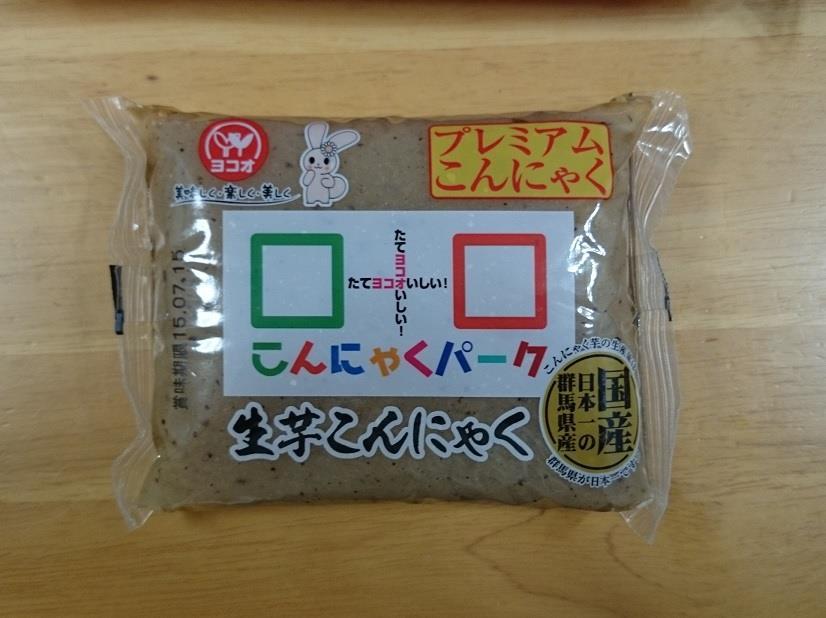 ヨコオ
美味しく・楽しく・美しく
プレミアム
こんにゃく
たてヨコオいしい!
たてヨコオいしい!
こんにゃくパーク
生芋こんにゃく
賞味期限15.07.15
こんにゃく芋の生産量
国産
日本一の
群馬県産
群馬県が日本一です